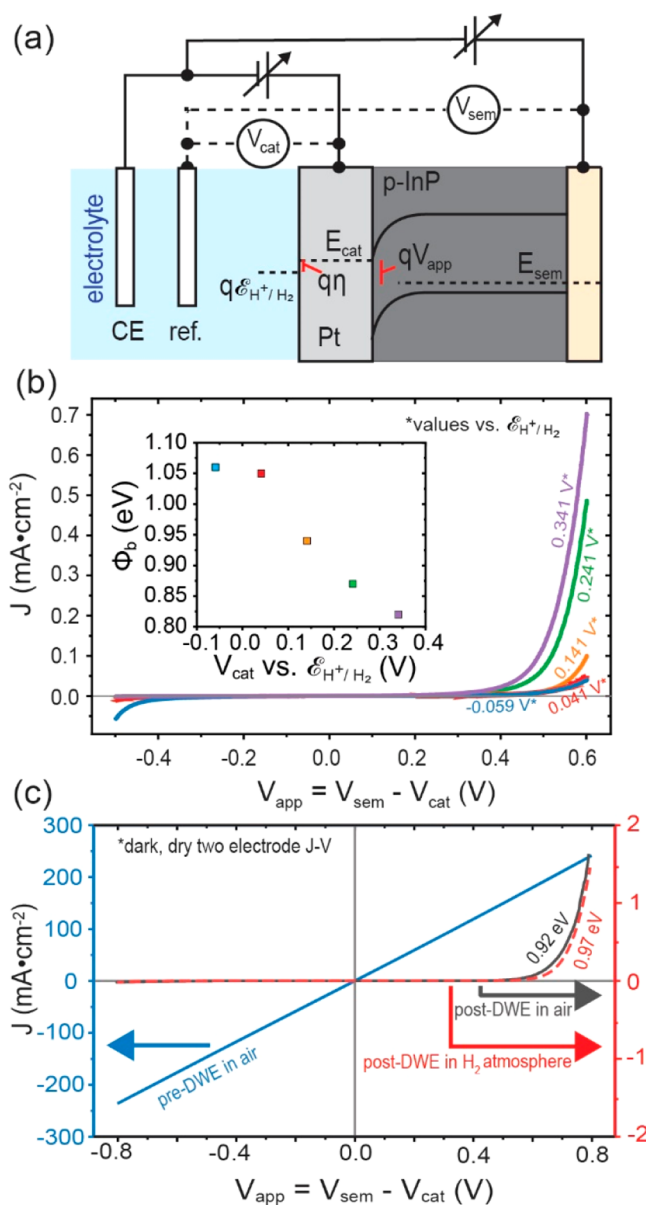 (a)
V_cat
V_sem
p-InP
electrolyte
E_cat
qV_app
E_sem
qℰ_H⁺/H₂
qη
CE
ref.
Pt
(b)
0.7
0.6
0.5
0.4
0.3
0.2
0.1
0.0
J (mA•cm⁻²)
*values vs. ℰ_H⁺/H₂
1.10
1.05
1.00
0.95
0.90
0.85
0.80
Φ_b (eV)
-0.1 0.0 0.1 0.2 0.3 0.4
V_cat vs. ℰ_H⁺/H₂ (V)
0.341 V*
0.241 V*
0.141 V*
-0.059 V*
0.041 V*
-0.4 -0.2 0.0 0.2 0.4 0.6
V_app = V_sem - V_cat (V)
(c)
300
200
100
0
-100
-200
-300
J (mA•cm⁻²)
*dark, dry two electrode J-V
2
1
0
-1
-2
0.92 eV
0.97 eV
post-DWE in air
post-DWE in H₂ atmosphere
pre-DWE in air
-0.8 -0.4 0.0 0.4 0.8
V_app = V_sem - V_cat (V)